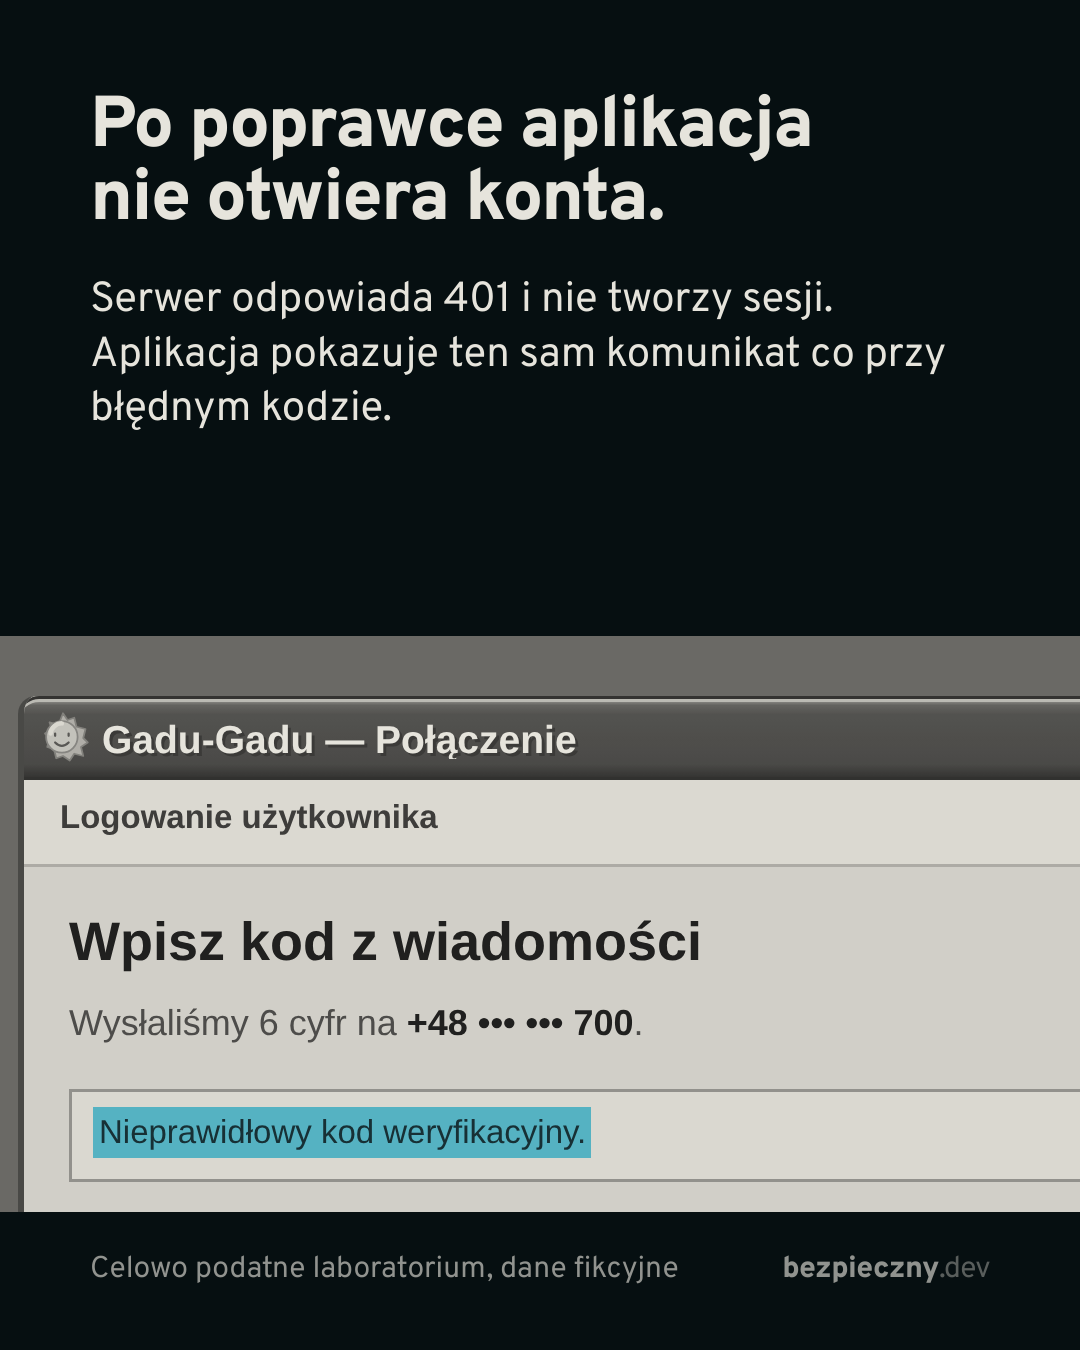 Po poprawce aplikacja
nie otwiera konta.
Serwer odpowiada 401 i nie tworzy sesji.
Aplikacja pokazuje ten sam komunikat co przy
błędnym kodzie.
Gadu-Gadu — Połączenie
Logowanie użytkownika
Wpisz kod z wiadomości
Wysłaliśmy 6 cyfr na +48 ••• ••• 700.
Nieprawidłowy kod weryfikacyjny.
Celowo podatne laboratorium, dane fikcyjne
bezpieczny.dev